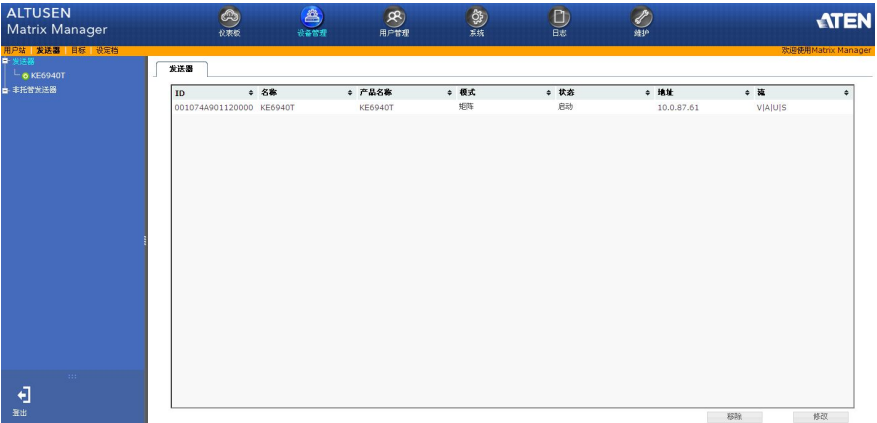 ALTUSEN
Matrix Manager
仪表板 设备管理 用户管理 系统 日志 维护
ATEN
用户站 发送器 目标 设定档 欢迎使用Matrix Manager
发送器
KE6940T
非托管发送器
发送器
ID 名称 产品名称 模式 状态 地址 流
001074A901120000 KE6940T KE6940T 矩阵 启动 10.0.87.61 V|A|U|S
登出
移除 修改